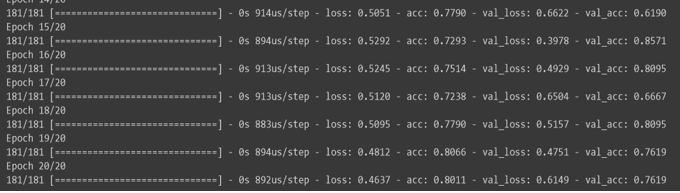 Epoch 14/20
181/181 [==============================] - 0s 914us/step - loss: 0.5051 - acc: 0.7790 - val_loss: 0.6622 - val_acc: 0.6190
Epoch 15/20
181/181 [==============================] - 0s 894us/step - loss: 0.5292 - acc: 0.7293 - val_loss: 0.3978 - val_acc: 0.8571
Epoch 16/20
181/181 [==============================] - 0s 913us/step - loss: 0.5245 - acc: 0.7514 - val_loss: 0.4929 - val_acc: 0.8095
Epoch 17/20
181/181 [==============================] - 0s 913us/step - loss: 0.5120 - acc: 0.7238 - val_loss: 0.6504 - val_acc: 0.6667
Epoch 18/20
181/181 [==============================] - 0s 883us/step - loss: 0.5095 - acc: 0.7790 - val_loss: 0.5157 - val_acc: 0.8095
Epoch 19/20
181/181 [==============================] - 0s 894us/step - loss: 0.4812 - acc: 0.8066 - val_loss: 0.4751 - val_acc: 0.7619
Epoch 20/20
181/181 [==============================] - 0s 892us/step - loss: 0.4637 - acc: 0.8011 - val_loss: 0.6149 - val_acc: 0.7619